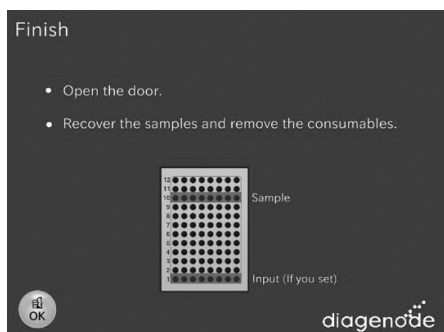 Finish
Open the door.
Recover the samples and remove the consumables.
12
11
10
Sample
9
8
7
6
5
4
3
2
1
Input (If you set)
OK
diagenode